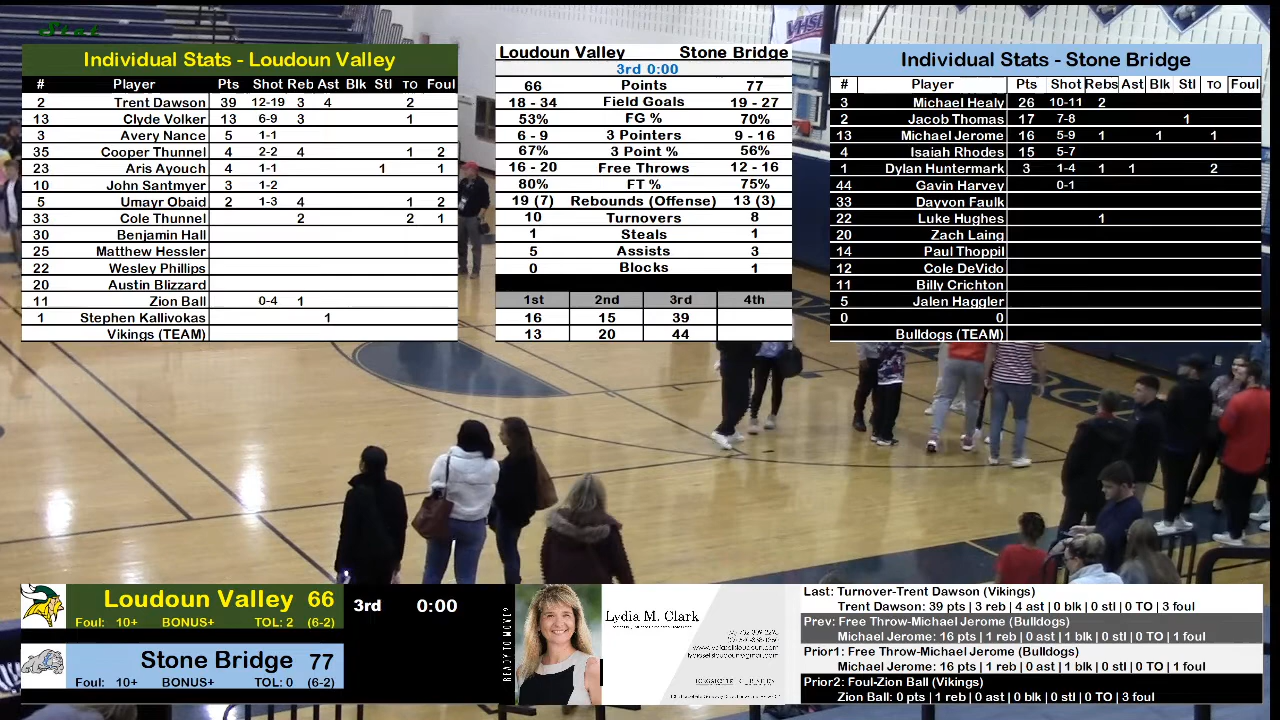 Stat
VHSL
Individual Stats - Loudoun Valley
# Player Pts Shot Reb Ast Blk Stl TO Foul
2 Trent Dawson 39 12-19 3 4 2
13 Clyde Volker 13 6-9 3 1
3 Avery Nance 5 1-1
35 Cooper Thunnel 4 2-2 4 1 2
23 Aris Ayouch 4 1-1 1 1
10 John Santmyer 3 1-2
5 Umayr Obaid 2 1-3 4 1 2
33 Cole Thunnel 2 2 1
30 Benjamin Hall
25 Matthew Hessler
22 Wesley Phillips
20 Austin Blizzard
11 Zion Ball 0-4 1
1 Stephen Kallivokas 1
Vikings (TEAM)
Loudoun Valley Stone Bridge
3rd 0:00
66 Points 77
18 - 34 Field Goals 19 - 27
53% FG % 70%
6 - 9 3 Pointers 9 - 16
67% 3 Point % 56%
16 - 20 Free Throws 12 - 16
80% FT % 75%
19 (7) Rebounds (Offense) 13 (3)
10 Turnovers 8
1 Steals 1
5 Assists 3
0 Blocks 1
1st 2nd 3rd 4th
16 15 39
13 20 44
Individual Stats - Stone Bridge
# Player Pts Shot Rebs Ast Blk Stl TO Foul
3 Michael Healy 26 10-11 2
2 Jacob Thomas 17 7-8 1
13 Michael Jerome 16 5-9 1 1 1
4 Isaiah Rhodes 15 5-7
1 Dylan Huntermark 3 1-4 1 1 2
44 Gavin Harvey 0-1
33 Dayvon Faulk
22 Luke Hughes 1
20 Zach Laing
14 Paul Thoppil
12 Cole DeVido
11 Billy Crichton
5 Jalen Haggler
0 0
Bulldogs (TEAM)
Loudoun Valley 66
Foul: 10+ BONUS+ TOL: 2 (6-2)
Stone Bridge 77
Foul: 10+ BONUS+ TOL: 0 (6-2)
3rd 0:00
READY TO MOVE?
Lydia M. Clark
Last: Turnover-Trent Dawson (Vikings)
Trent Dawson: 39 pts | 3 reb | 4 ast | 0 blk | 0 stl | 0 TO | 3 foul
Prev: Free Throw-Michael Jerome (Bulldogs)
Michael Jerome: 16 pts | 1 reb | 0 ast | 1 blk | 0 stl | 0 TO | 1 foul
Prior1: Free Throw-Michael Jerome (Bulldogs)
Michael Jerome: 16 pts | 1 reb | 0 ast | 1 blk | 0 stl | 0 TO | 1 foul
Prior2: Foul-Zion Ball (Vikings)
Zion Ball: 0 pts | 1 reb | 0 ast | 0 blk | 0 stl | 0 TO | 3 foul